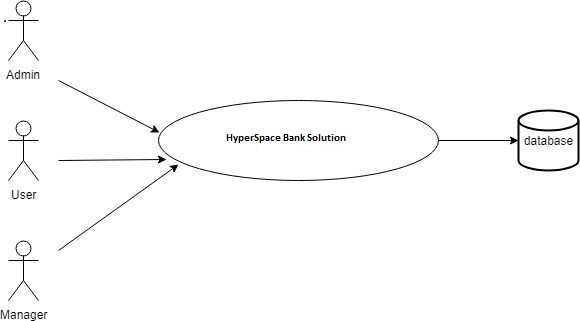 Admin
HyperSpace Bank Solution
database
User
Manager